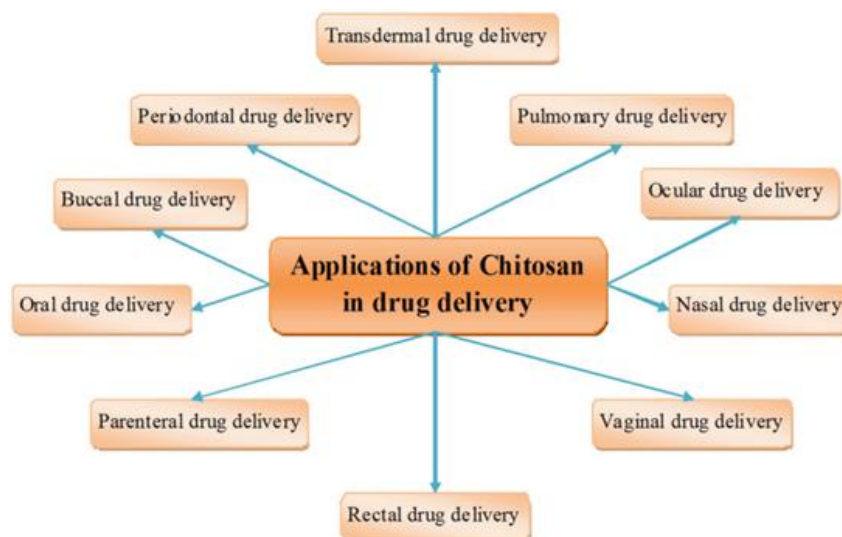 Transdermal drug delivery
Periodontal drug delivery
Pulmonary drug delivery
Buccal drug delivery
Ocular drug delivery
Applications of Chitosan
in drug delivery
Oral drug delivery
Nasal drug delivery
Parenteral drug delivery
Vaginal drug delivery
Rectal drug delivery